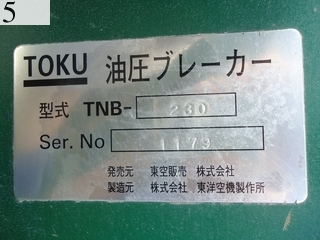 5
TOKU 油圧ブレーカー
型式 TNB- 230
Ser. No 1179
発売元 東空販売 株式会社
製造元 株式会社 東洋空機製作所